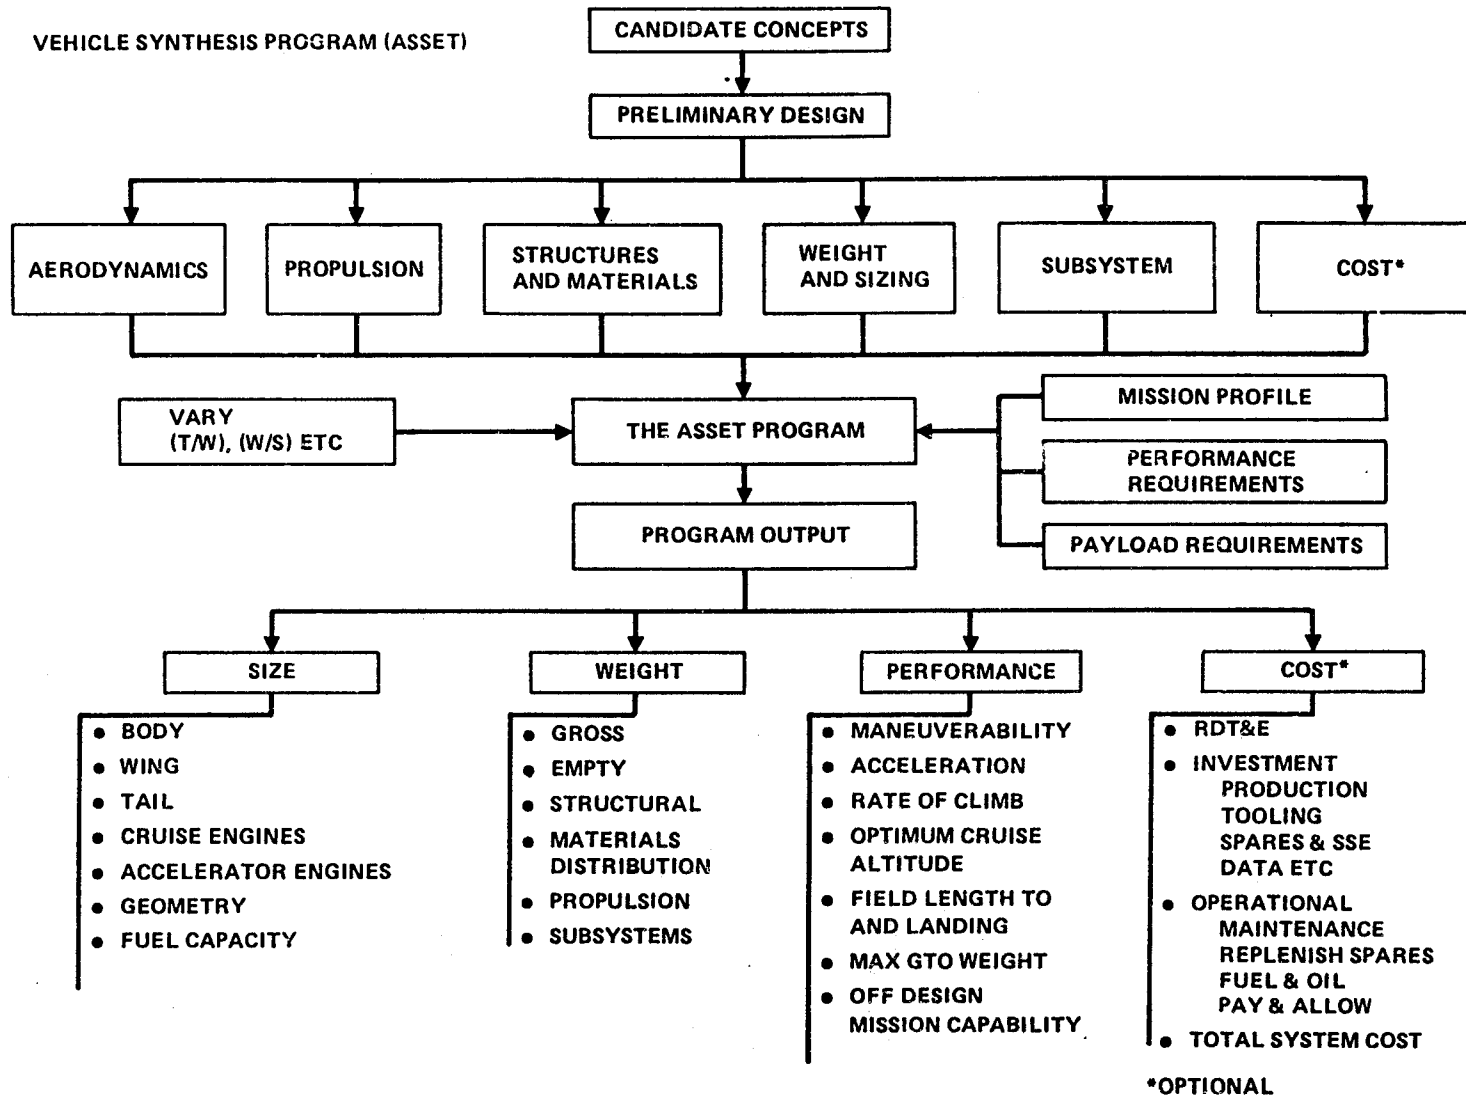 VEHICLE SYNTHESIS PROGRAM (ASSET)
CANDIDATE CONCEPTS
PRELIMINARY DESIGN
AERODYNAMICS
PROPULSION
STRUCTURES
AND MATERIALS
WEIGHT
AND SIZING
SUBSYSTEM
COST*
VARY
(T/W), (W/S) ETC
THE ASSET PROGRAM
MISSION PROFILE
PERFORMANCE
REQUIREMENTS
PAYLOAD REQUIREMENTS
PROGRAM OUTPUT
SIZE
● BODY
● WING
● TAIL
● CRUISE ENGINES
● ACCELERATOR ENGINES
● GEOMETRY
● FUEL CAPACITY
WEIGHT
● GROSS
● EMPTY
● STRUCTURAL
● MATERIALS
DISTRIBUTION
● PROPULSION
● SUBSYSTEMS
PERFORMANCE
● MANEUVERABILITY
● ACCELERATION
● RATE OF CLIMB
● OPTIMUM CRUISE
ALTITUDE
● FIELD LENGTH TO
AND LANDING
● MAX GTO WEIGHT
● OFF DESIGN
MISSION CAPABILITY
COST*
● RDT&E
● INVESTMENT
PRODUCTION
TOOLING
SPARES & SSE
DATA ETC
● OPERATIONAL
MAINTENANCE
REPLENISH SPARES
FUEL & OIL
PAY & ALLOW
● TOTAL SYSTEM COST
*OPTIONAL